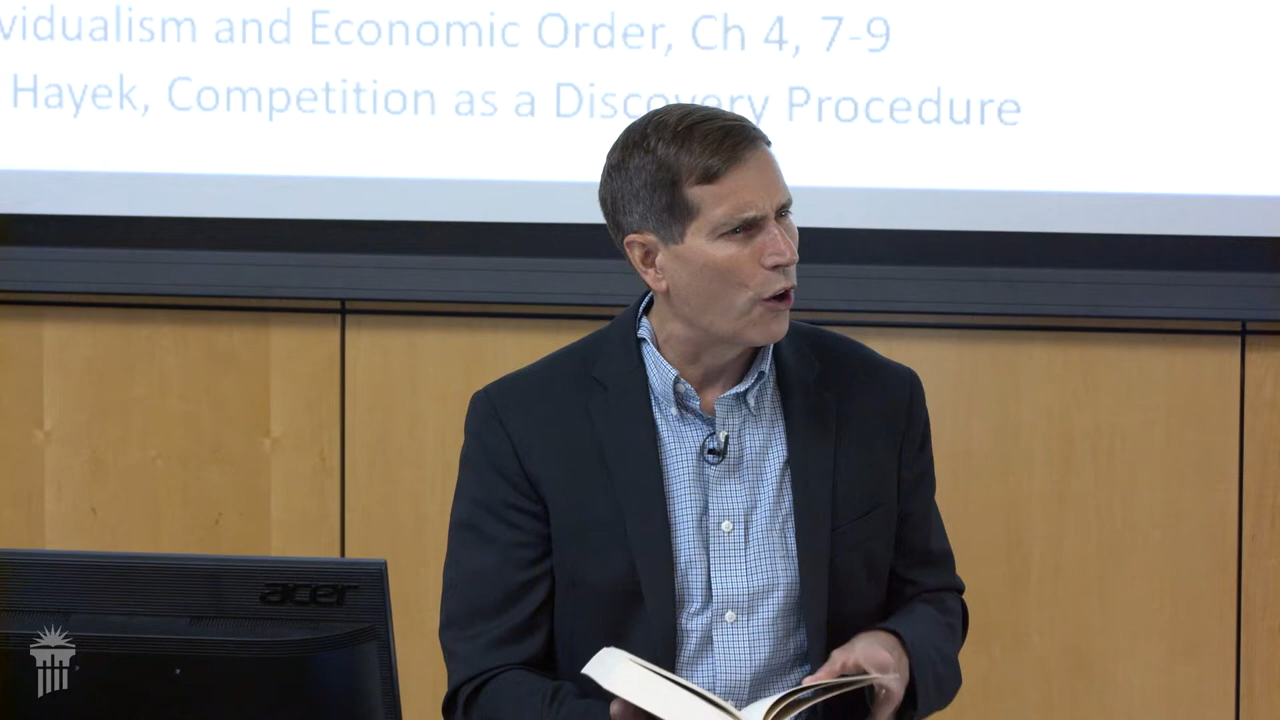 vidualism and Economic Order, Ch 4, 7-9
Hayek, Competition as a Discovery Procedure
acer